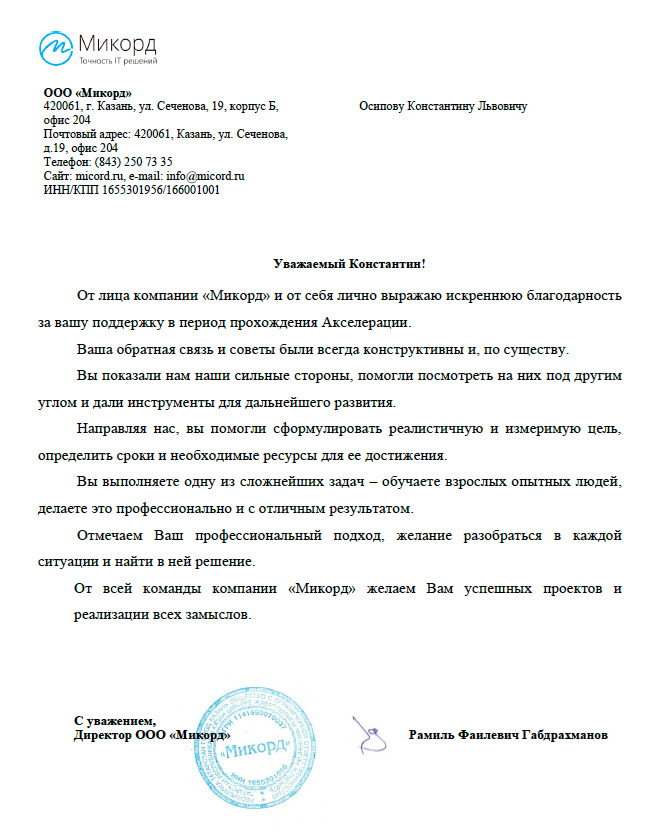 Микорд
Точность IT решений
ООО «Микорд»
420061, г. Казань, ул. Сеченова, 19, корпус Б,
офис 204
Почтовый адрес: 420061, Казань, ул. Сеченова,
д.19, офис 204
Телефон: (843) 250 73 35
Сайт: micord.ru, e-mail: info@micord.ru
ИНН/КПП 1655301956/166001001
Осипову Константину Львовичу
Уважаемый Константин!
От лица компании «Микорд» и от себя лично выражаю искреннюю благодарность
за вашу поддержку в период прохождения Акселерации.
Ваша обратная связь и советы были всегда конструктивны и, по существу.
Вы показали нам наши сильные стороны, помогли посмотреть на них под другим
углом и дали инструменты для дальнейшего развития.
Направляя нас, вы помогли сформулировать реалистичную и измеримую цель,
определить сроки и необходимые ресурсы для ее достижения.
Вы выполняете одну из сложнейших задач – обучаете взрослых опытных людей,
делаете это профессионально и с отличным результатом.
Отмечаем Ваш профессиональный подход, желание разобраться в каждой
ситуации и найти в ней решение.
От всей команды компании «Микорд» желаем Вам успешных проектов и
реализации всех замыслов.
С уважением,
Директор ООО «Микорд»
Рамиль Фаилевич Габдрахманов
«Микорд»
ИНН 1655301956